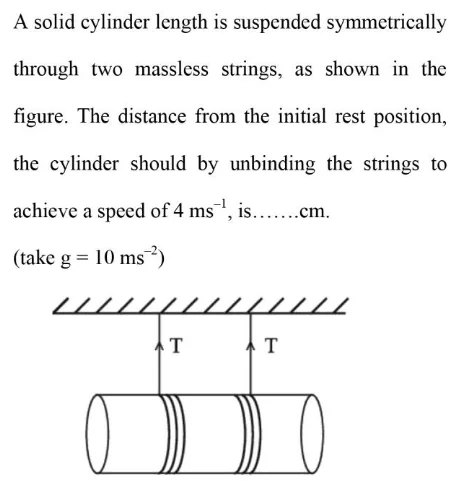 A solid cylinder length is suspended symmetrically
through two massless strings, as shown in the
figure. The distance from the initial rest position,
the cylinder should by unbinding the strings to
achieve a speed of 4 ms⁻¹, is.......cm.
(take g = 10 ms⁻²)
T T